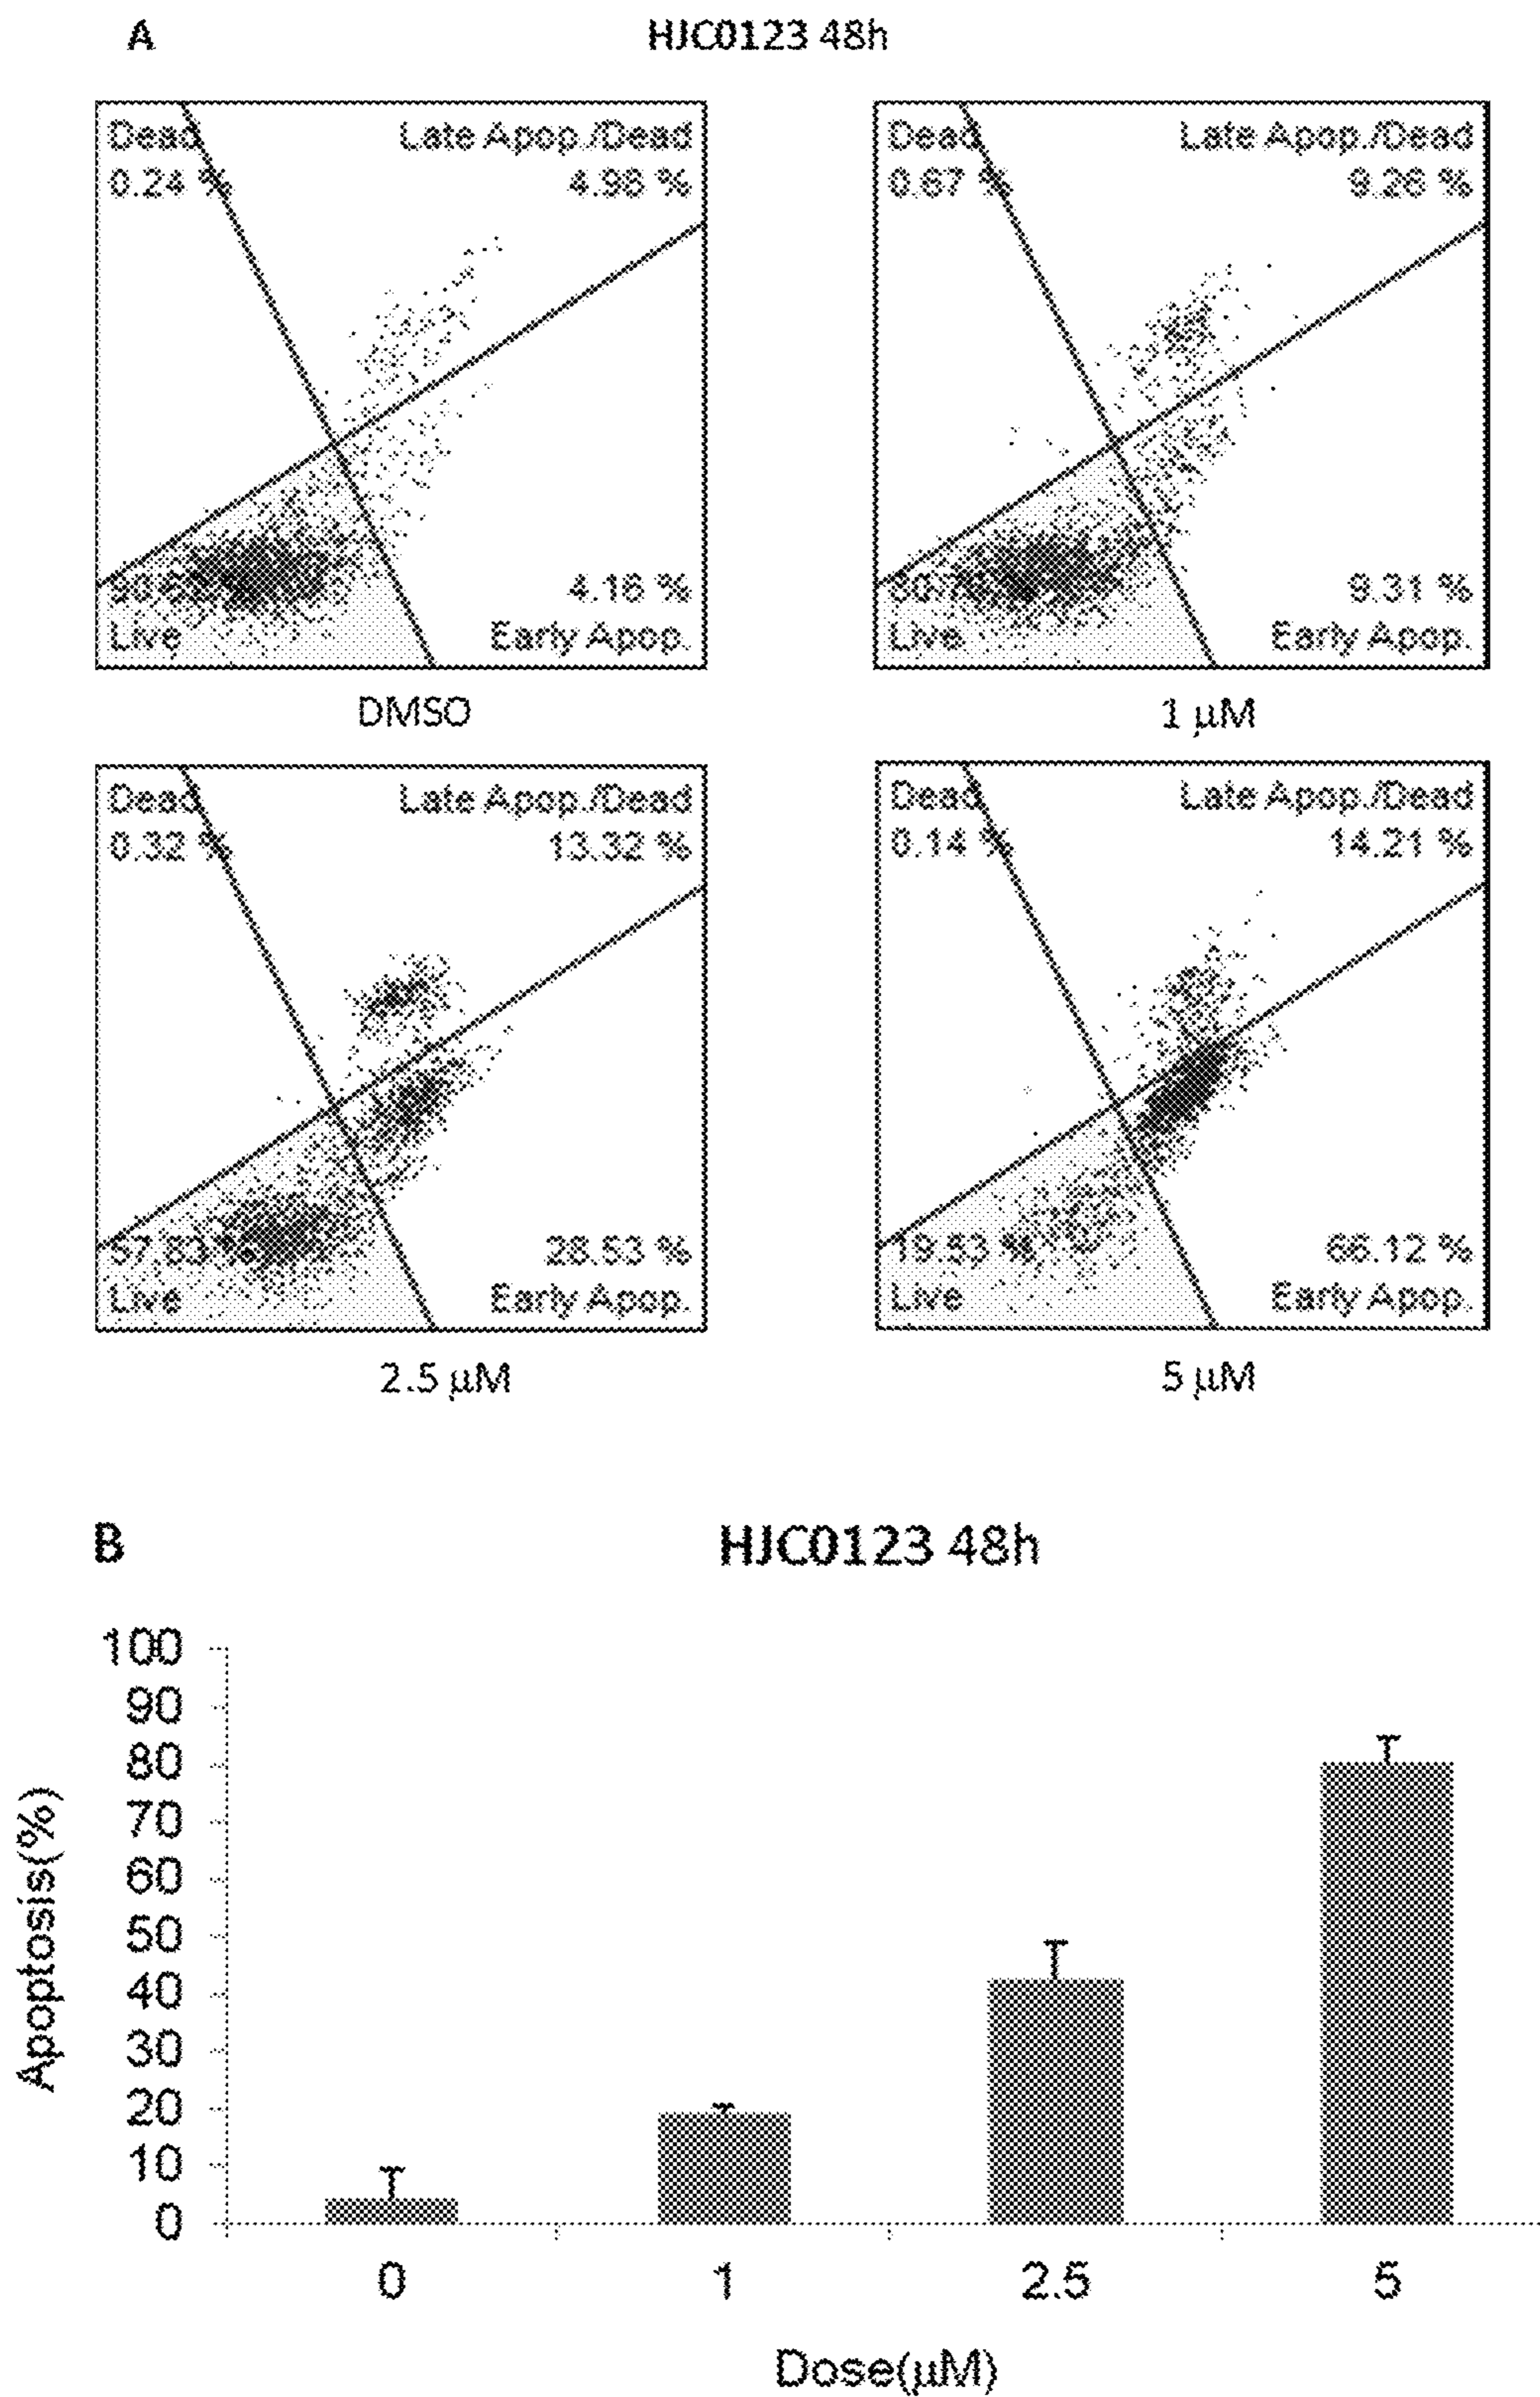 A HJC0123 48h
Dead Late Apop./Dead
0.24 % 4.98 %
4.16 %
Live Early Apop.
DMSO
Dead Late Apop./Dead
0.67 % 9.26 %
9.31 %
Live Early Apop.
1 µM
Dead Late Apop./Dead
0.32 % 13.32 %
57.83 % 28.53 %
Live Early Apop.
2.5 µM
Dead Late Apop./Dead
0.14 % 14.21 %
19.53 % 66.12 %
Live Early Apop.
5 µM
B HJC0123 48h
Apoptosis(%)
100
90
80
70
60
50
40
30
20
10
0
0 1 2.5 5
Dose(µM)